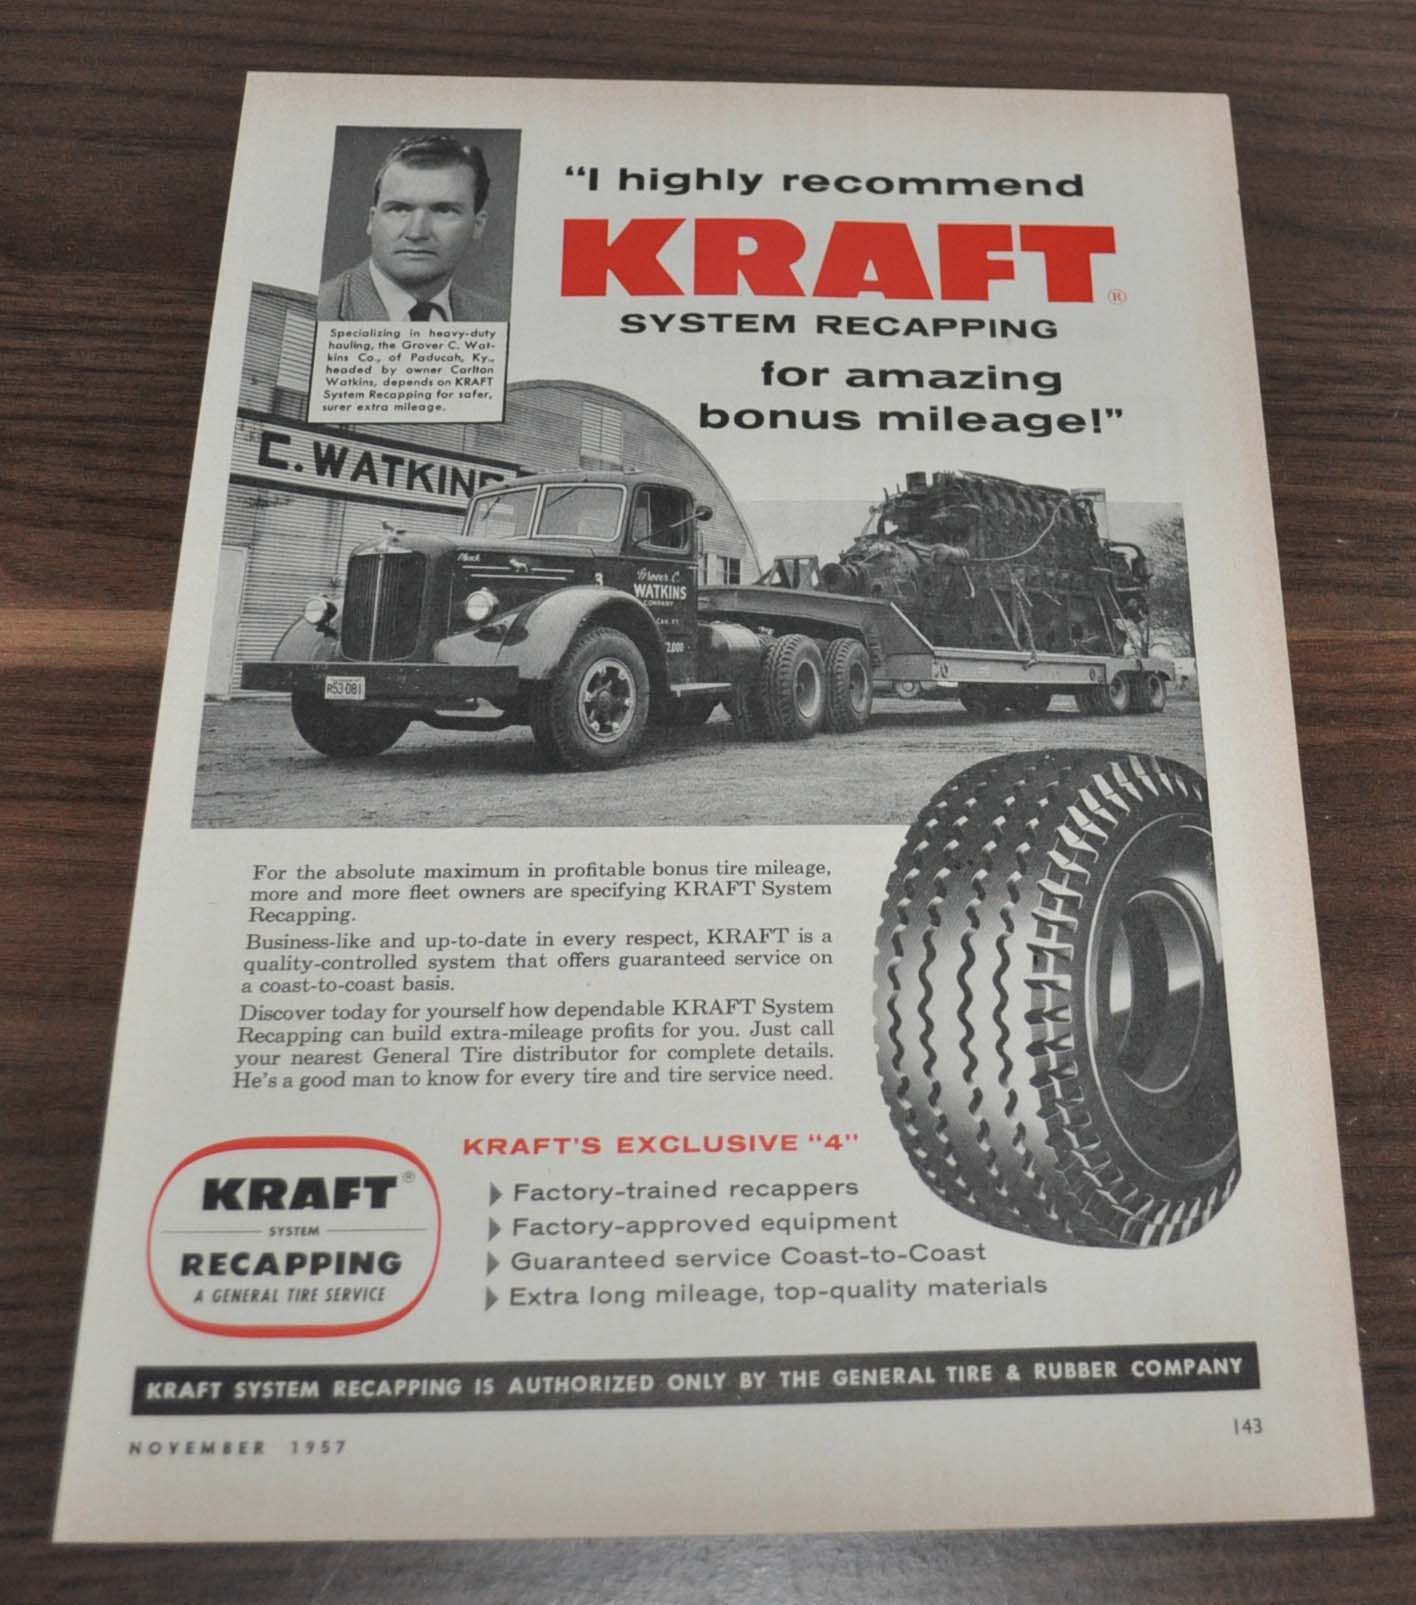 "I highly recommend
KRAFT®
SYSTEM RECAPPING
for amazing
bonus mileage!"
Specializing in heavy-duty
hauling, the Grover C. Wat-
kins Co., of Paducah, Ky.,
headed by owner Carlton
Watkins, depends on KRAFT
System Recapping for safer,
surer extra mileage.
C. WATKINS
Mack
3
Grover C.
WATKINS
COMPANY
R53-081
For the absolute maximum in profitable bonus tire mileage,
more and more fleet owners are specifying KRAFT System
Recapping.
Business-like and up-to-date in every respect, KRAFT is a
quality-controlled system that offers guaranteed service on
a coast-to-coast basis.
Discover today for yourself how dependable KRAFT System
Recapping can build extra-mileage profits for you. Just call
your nearest General Tire distributor for complete details.
He's a good man to know for every tire and tire service need.
KRAFT®
SYSTEM
RECAPPING
A GENERAL TIRE SERVICE
KRAFT'S EXCLUSIVE "4"
Factory-trained recappers
Factory-approved equipment
Guaranteed service Coast-to-Coast
Extra long mileage, top-quality materials
KRAFT SYSTEM RECAPPING IS AUTHORIZED ONLY BY THE GENERAL TIRE & RUBBER COMPANY
NOVEMBER 1957
143